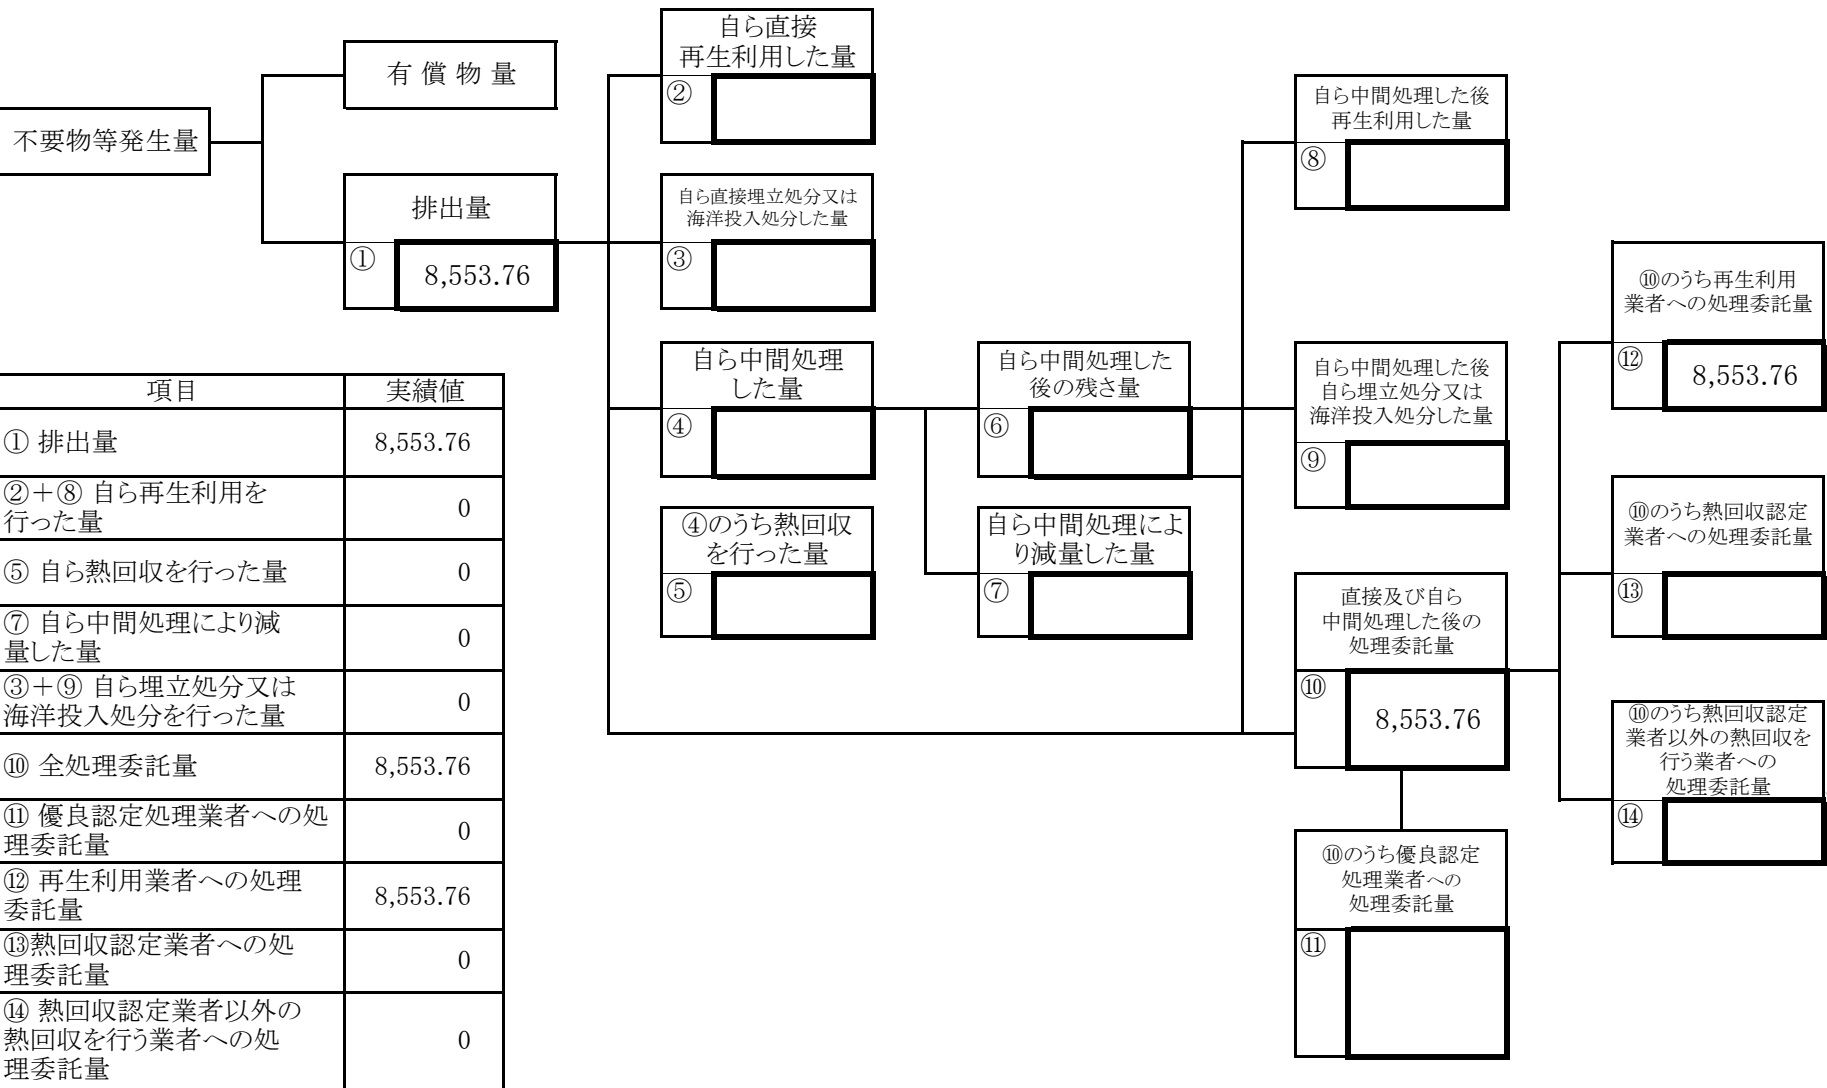 不要物等発生量
有償物量
排出量
①
8,553.76
自ら直接
再生利用した量
②
自ら直接埋立処分又は
海洋投入処分した量
③
自ら中間処理
した量
④
④のうち熱回収
を行った量
⑤
自ら中間処理した
後の残さ量
⑥
自ら中間処理によ
り減量した量
⑦
自ら中間処理した後
再生利用した量
⑧
自ら中間処理した後
自ら埋立処分又は
海洋投入処分した量
⑨
直接及び自ら
中間処理した後の
処理委託量
⑩
8,553.76
⑩のうち優良認定
処理業者への
処理委託量
⑪
⑩のうち再生利用
業者への処理委託量
⑫
8,553.76
⑩のうち熱回収認定
業者への処理委託量
⑬
⑩のうち熱回収認定
業者以外の熱回収を
行う業者への
処理委託量
⑭
項目 実績値
① 排出量 8,553.76
②＋⑧ 自ら再生利用を
行った量 0
⑤ 自ら熱回収を行った量 0
⑦ 自ら中間処理により減
量した量 0
③＋⑨ 自ら埋立処分又は
海洋投入処分を行った量 0
⑩ 全処理委託量 8,553.76
⑪ 優良認定処理業者への処
理委託量 0
⑫ 再生利用業者への処理
委託量 8,553.76
⑬熱回収認定業者への処
理委託量 0
⑭ 熱回収認定業者以外の
熱回収を行う業者への処 0
理委託量